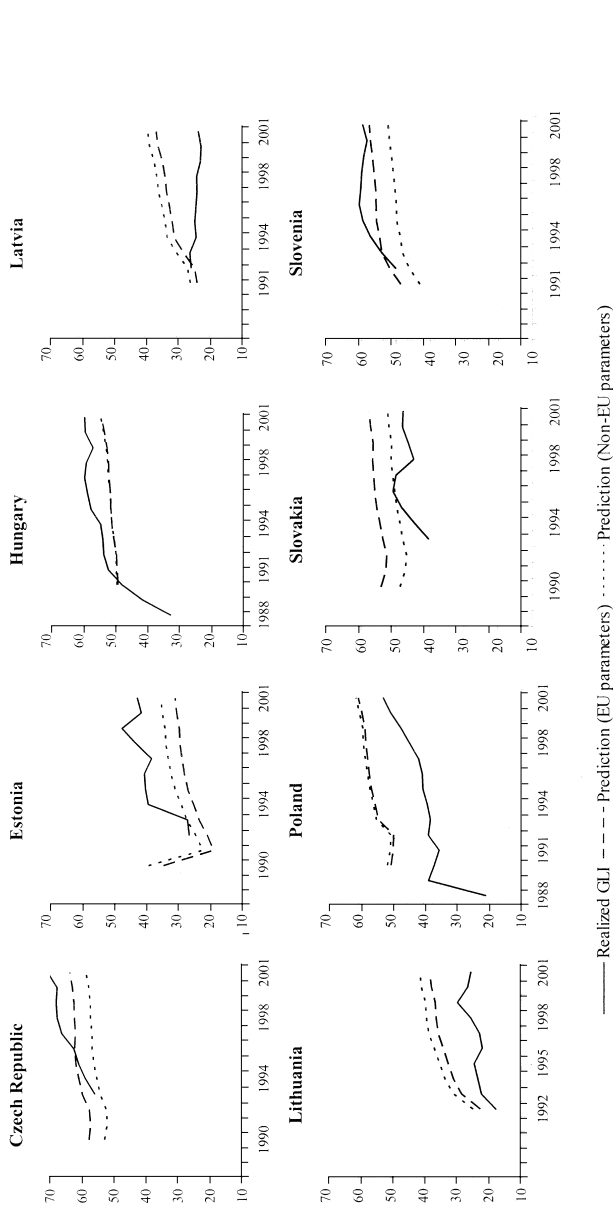 Czech Republic Estonia Hungary Latvia
70 70 70 70
60 60 60 60
50 50 50 50
40 40 40 40
30 30 30 30
20 20 20 20
10 10 10 10
1990 1994 1998 2001 1990 1994 1998 2001 1988 1991 1994 1998 2001 1991 1994 1998 2001
Lithuania Poland Slovakia Slovenia
70 70 70 70
60 60 60 60
50 50 50 50
40 40 40 40
30 30 30 30
20 20 20 20
10 10 10 10
1992 1995 1998 2001 1988 1991 1994 1998 2001 1990 1994 1998 2001 1991 1994 1998 2001
Realized GLI Prediction (EU parameters) Prediction (Non-EU parameters)